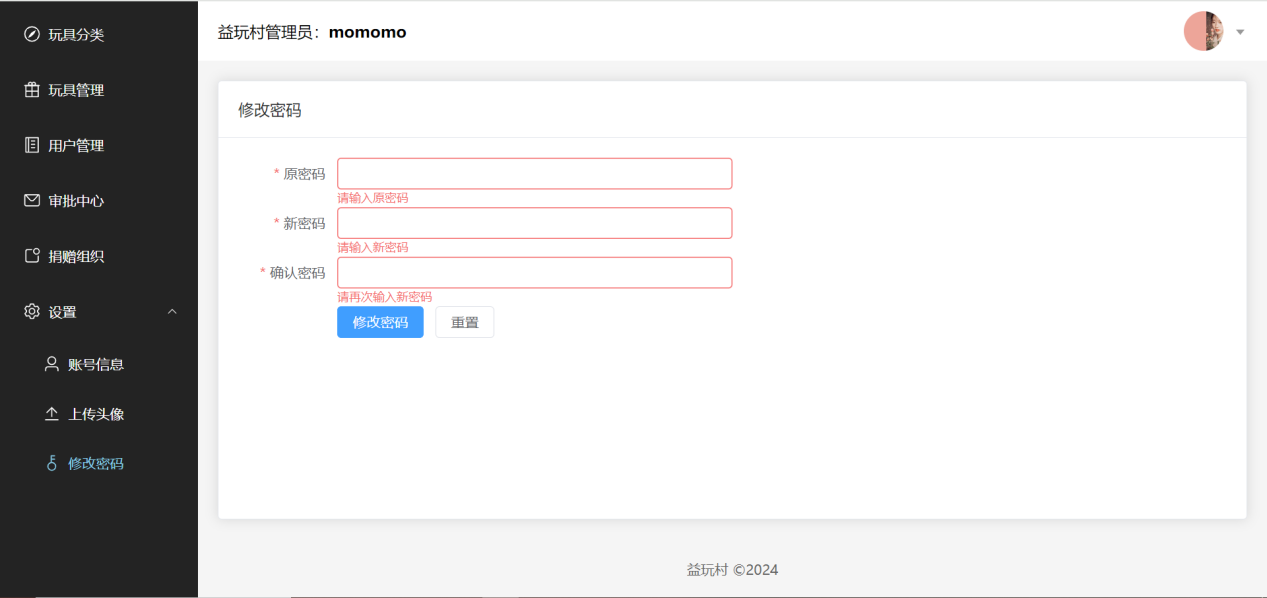 玩具分类
玩具管理
用户管理
审批中心
捐赠组织
设置
账号信息
上传头像
修改密码
益玩村管理员：momomo
修改密码
* 原密码
请输入原密码
* 新密码
请输入新密码
* 确认密码
请再次输入新密码
修改密码 重置
益玩村 ©2024